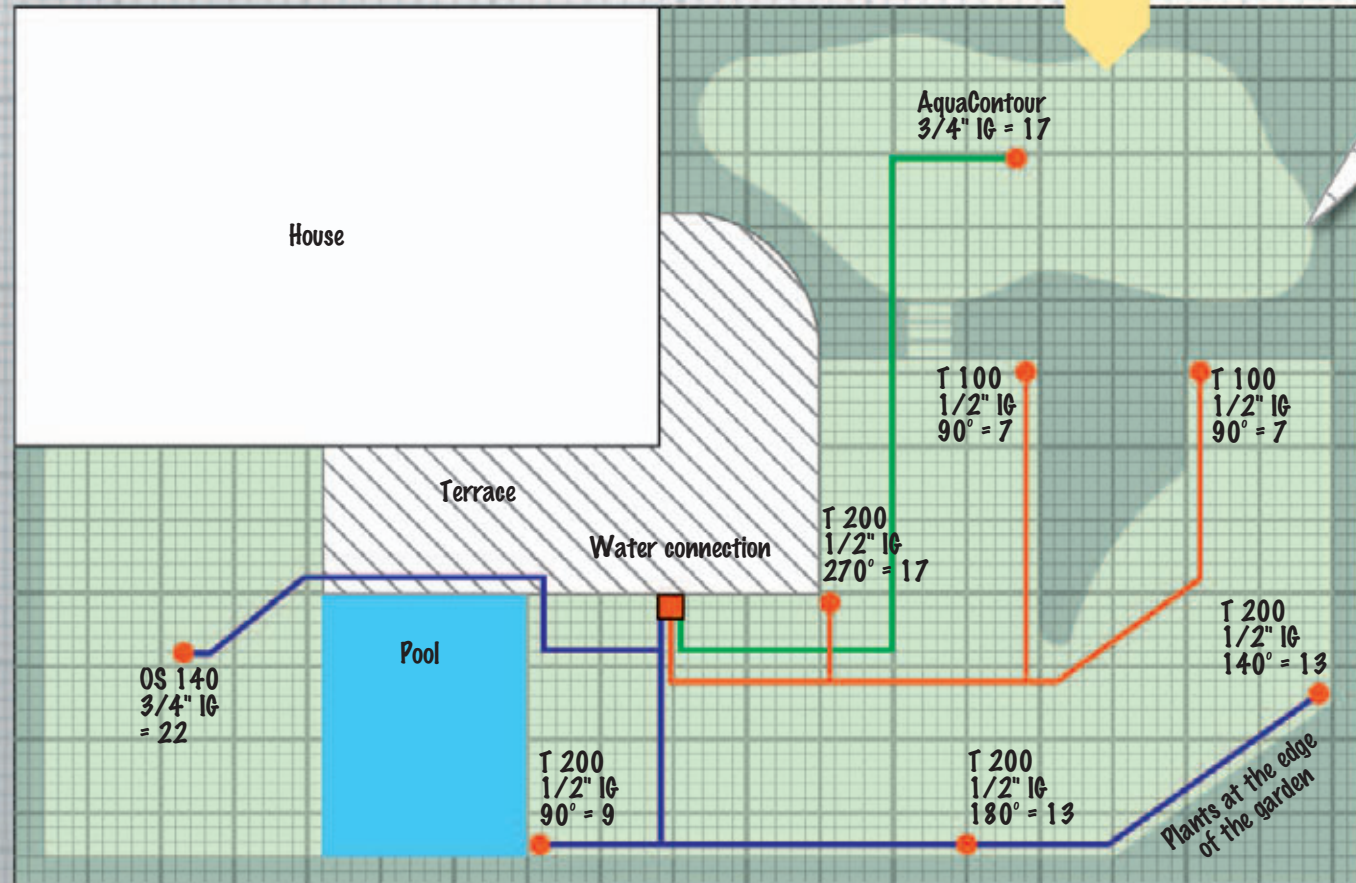 AquaContour
3/4" IG = 17
House
T 100
1/2" IG
90° = 7
T 100
1/2" IG
90° = 7
Terrace
Water connection
T 200
1/2" IG
270° = 17
T 200
1/2" IG
140° = 13
Pool
OS 140
3/4" IG
= 22
T 200
1/2" IG
90° = 9
T 200
1/2" IG
180° = 13
Plants at the edge
of the garden